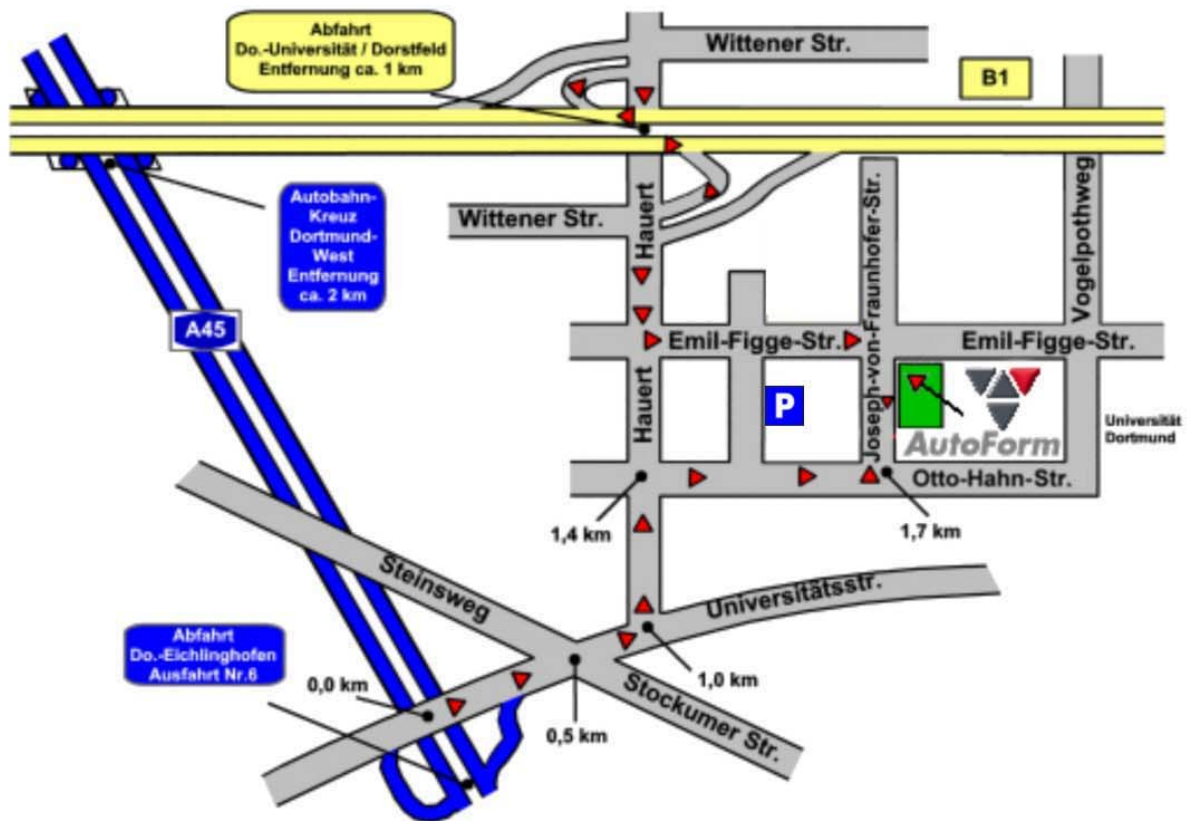 Abfahrt
Do.-Universität / Dorstfeld
Entfernung ca. 1 km
Wittener Str.
B1
Autobahn-
Kreuz
Dortmund-
West
Entfernung
ca. 2 km
Wittener Str.
Hauert
Joseph-von-Fraunhofer-Str.
Vogelpothweg
A45
Emil-Figge-Str.
Emil-Figge-Str.
Hauert
P
AutoForm
Universität
Dortmund
Otto-Hahn-Str.
1,4 km
1,7 km
Steinsweg
Universitätsstr.
Abfahrt
Do.-Eichlinghofen
Ausfahrt Nr.6
0,0 km
1,0 km
Stockumer Str.
0,5 km